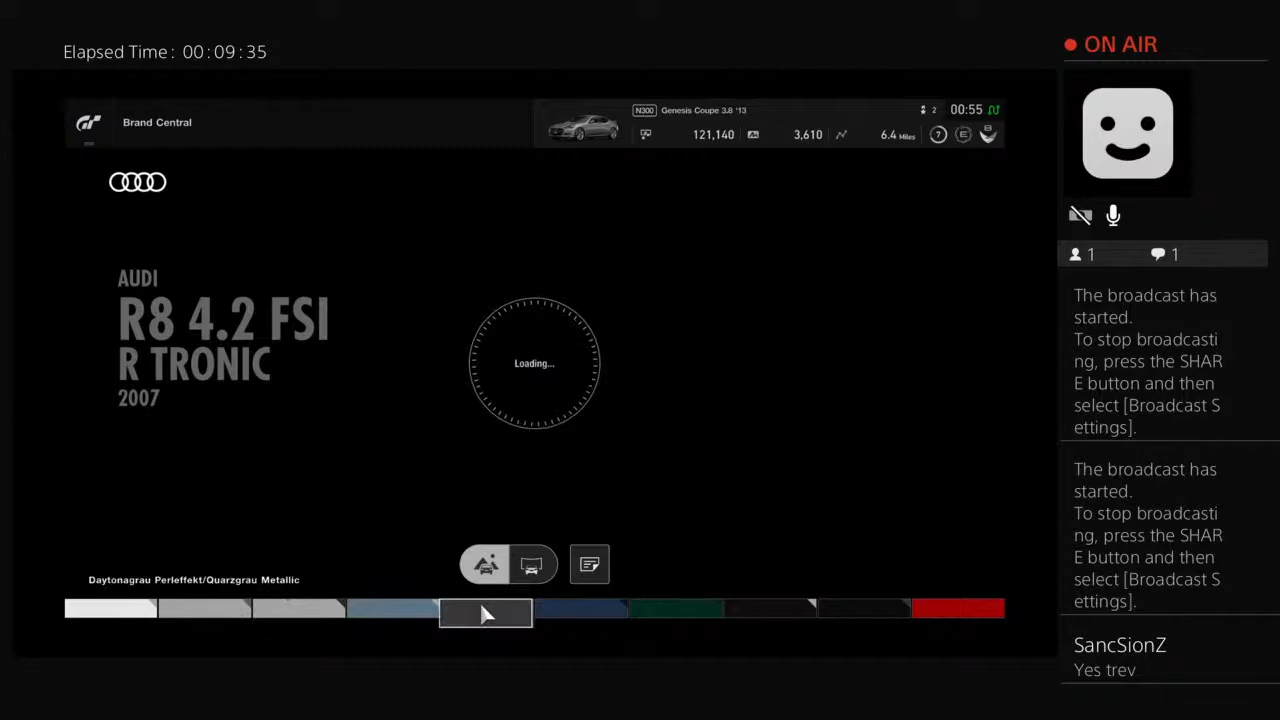 Elapsed Time: 00:09:35
ON AIR
Brand Central
N300 Genesis Coupe 3.8 '13
2 00:55
121,140 3,610 6.4 Miles ? E
AUDI
R8 4.2 FSI
R TRONIC
2007
Loading...
Daytonagrau Perleffekt/Quarzgrau Metallic
1 1
The broadcast has
started.
To stop broadcasti
ng, press the SHAR
E button and then
select [Broadcast S
ettings].
The broadcast has
started.
To stop broadcasti
ng, press the SHAR
E button and then
select [Broadcast S
ettings].
SancSionZ
Yes trev